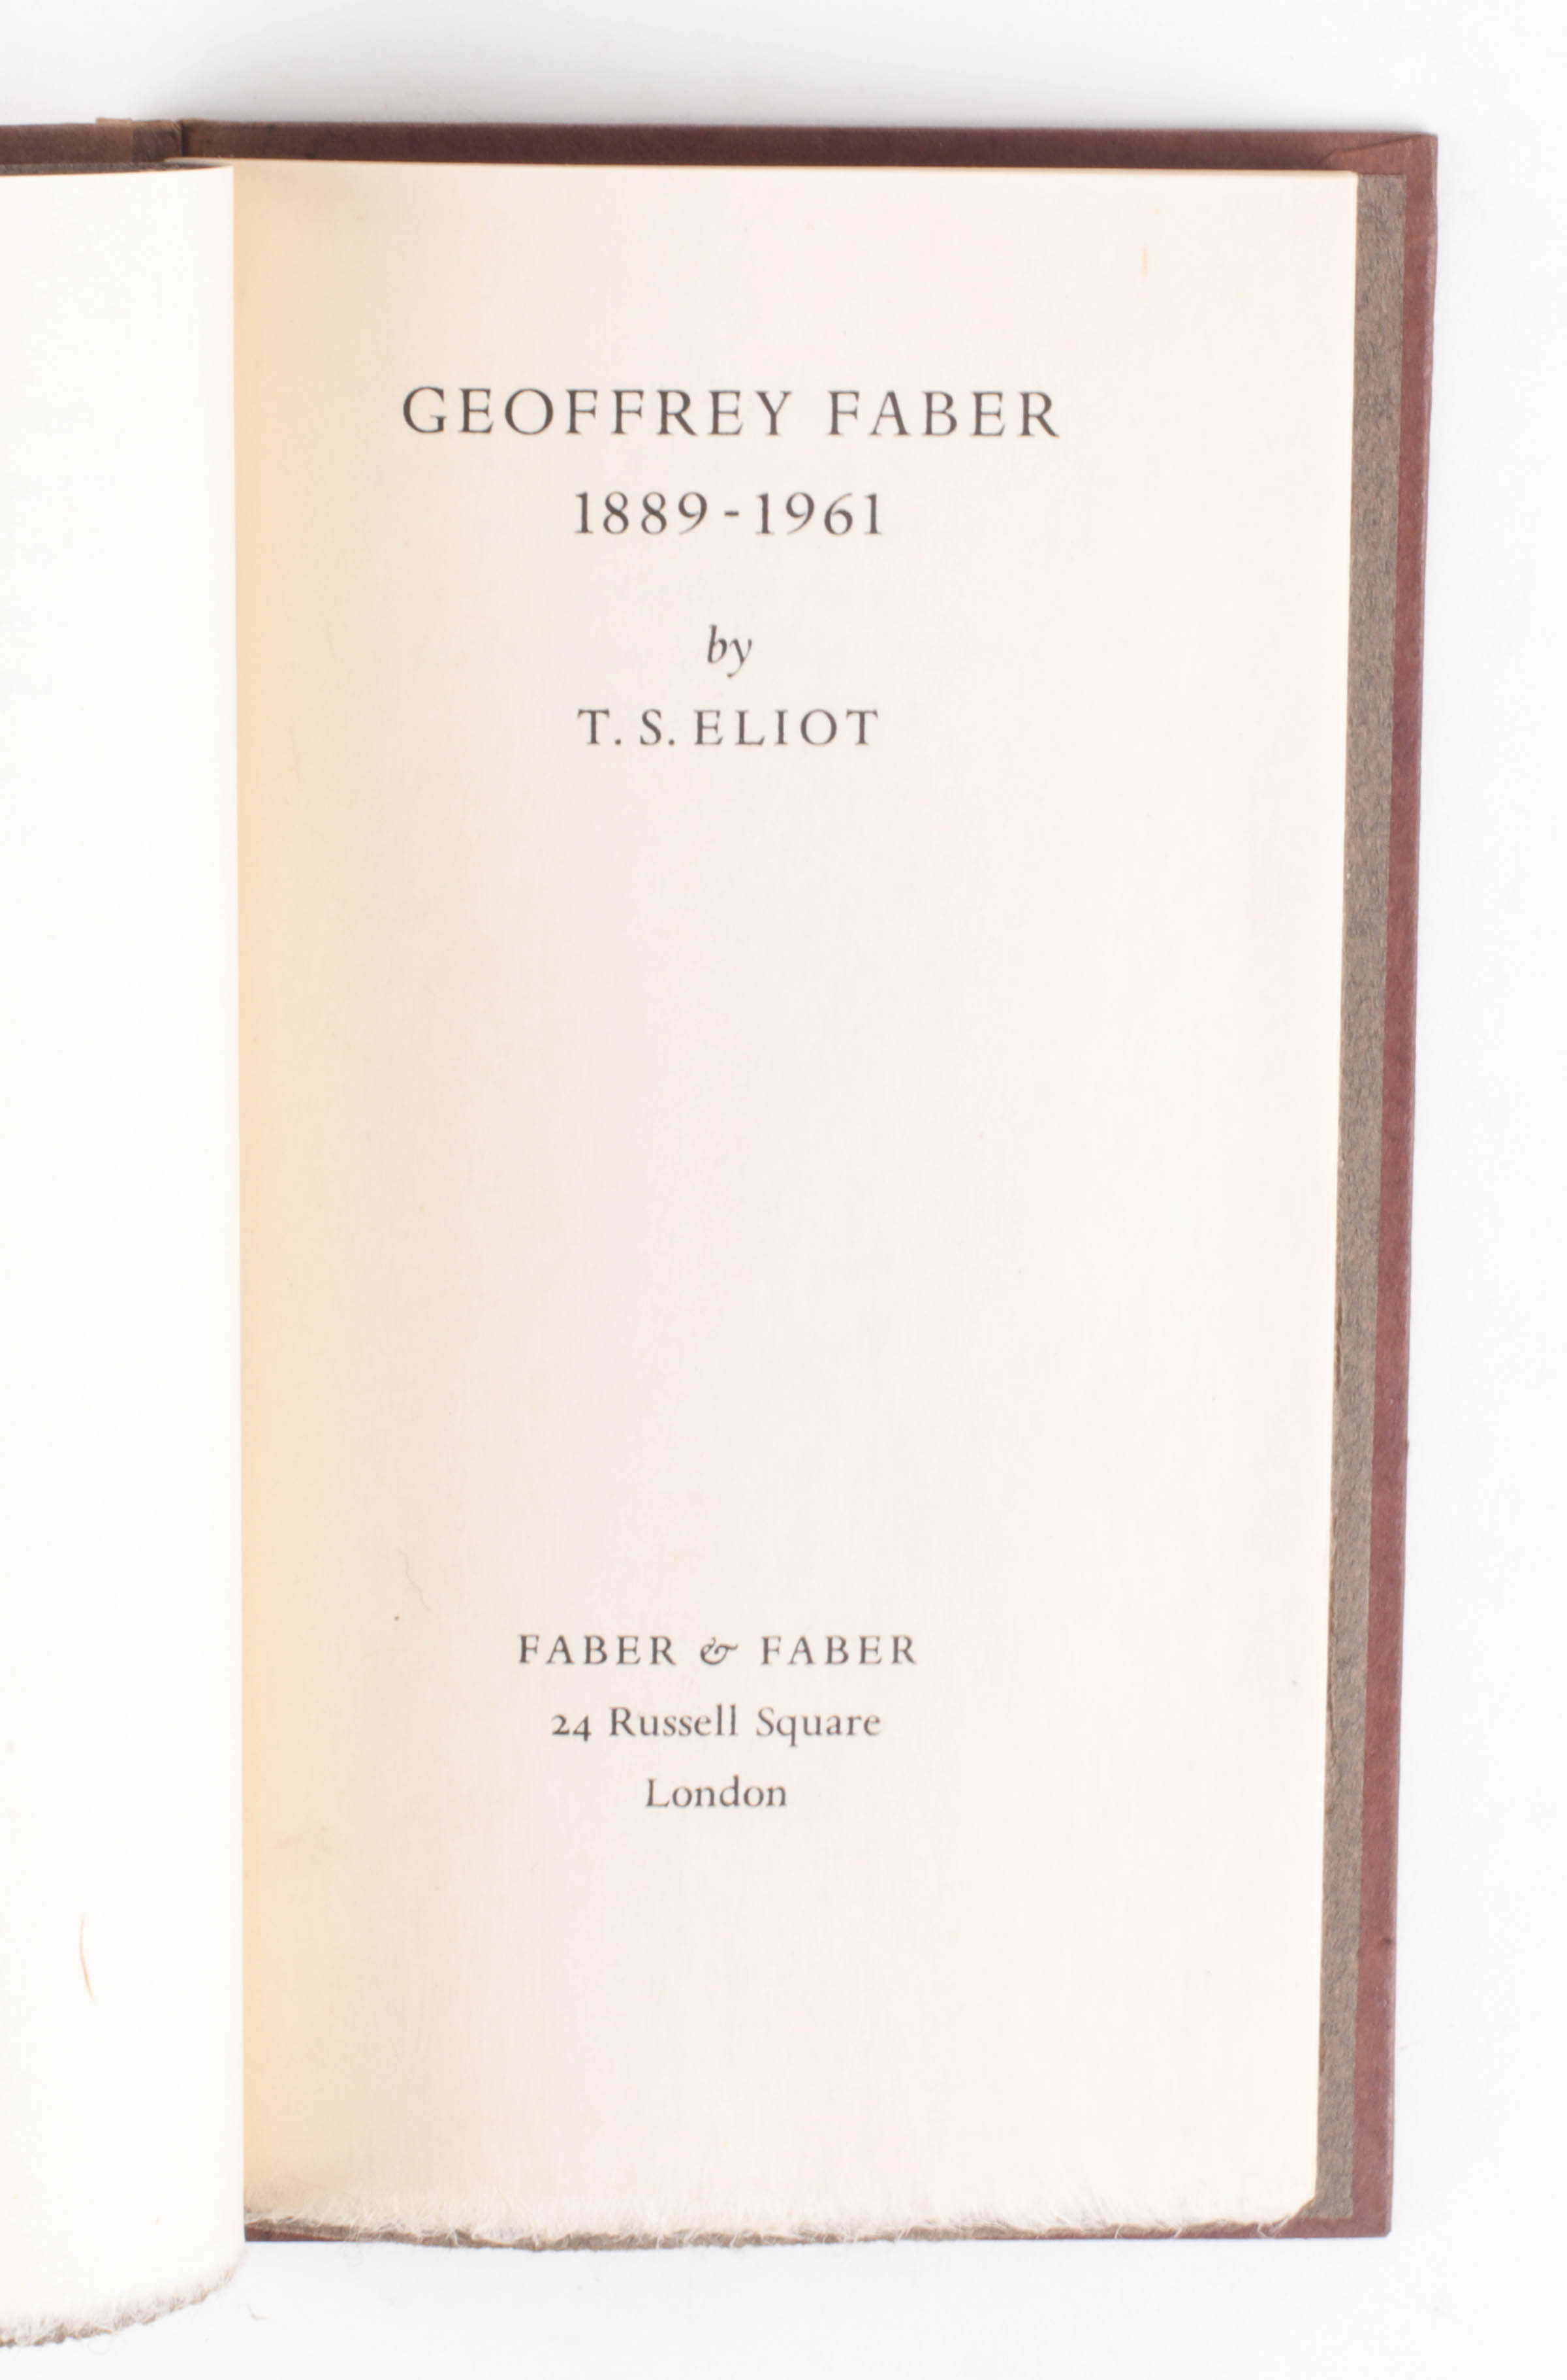 GEOFFREY FABER
1889-1961
by
T. S. ELIOT
FABER & FABER
24 Russell Square
London